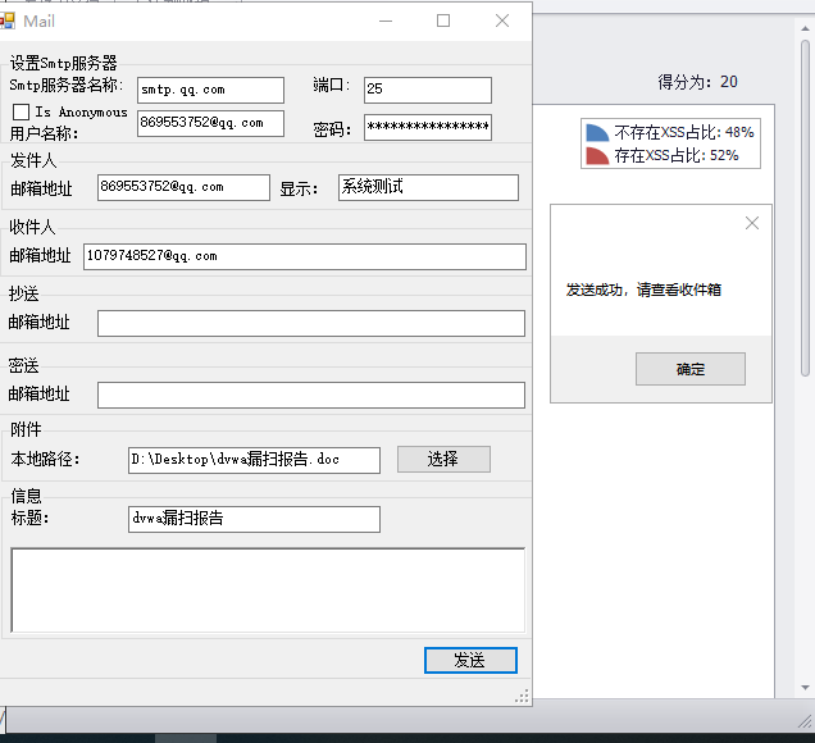 Mail
设置Smtp服务器
Smtp服务器名称: smtp.qq.com 端口: 25
Is Anonymous
用户名称: 869553752@qq.com 密码: ****************
发件人
邮箱地址 869553752@qq.com 显示: 系统测试
收件人
邮箱地址 1079748527@qq.com
抄送
邮箱地址
密送
邮箱地址
附件
本地路径: D:\Desktop\dvwa漏扫报告.doc 选择
信息
标题: dvwa漏扫报告
发送
得分为: 20
不存在XSS占比: 48%
存在XSS占比: 52%
发送成功，请查看收件箱
确定